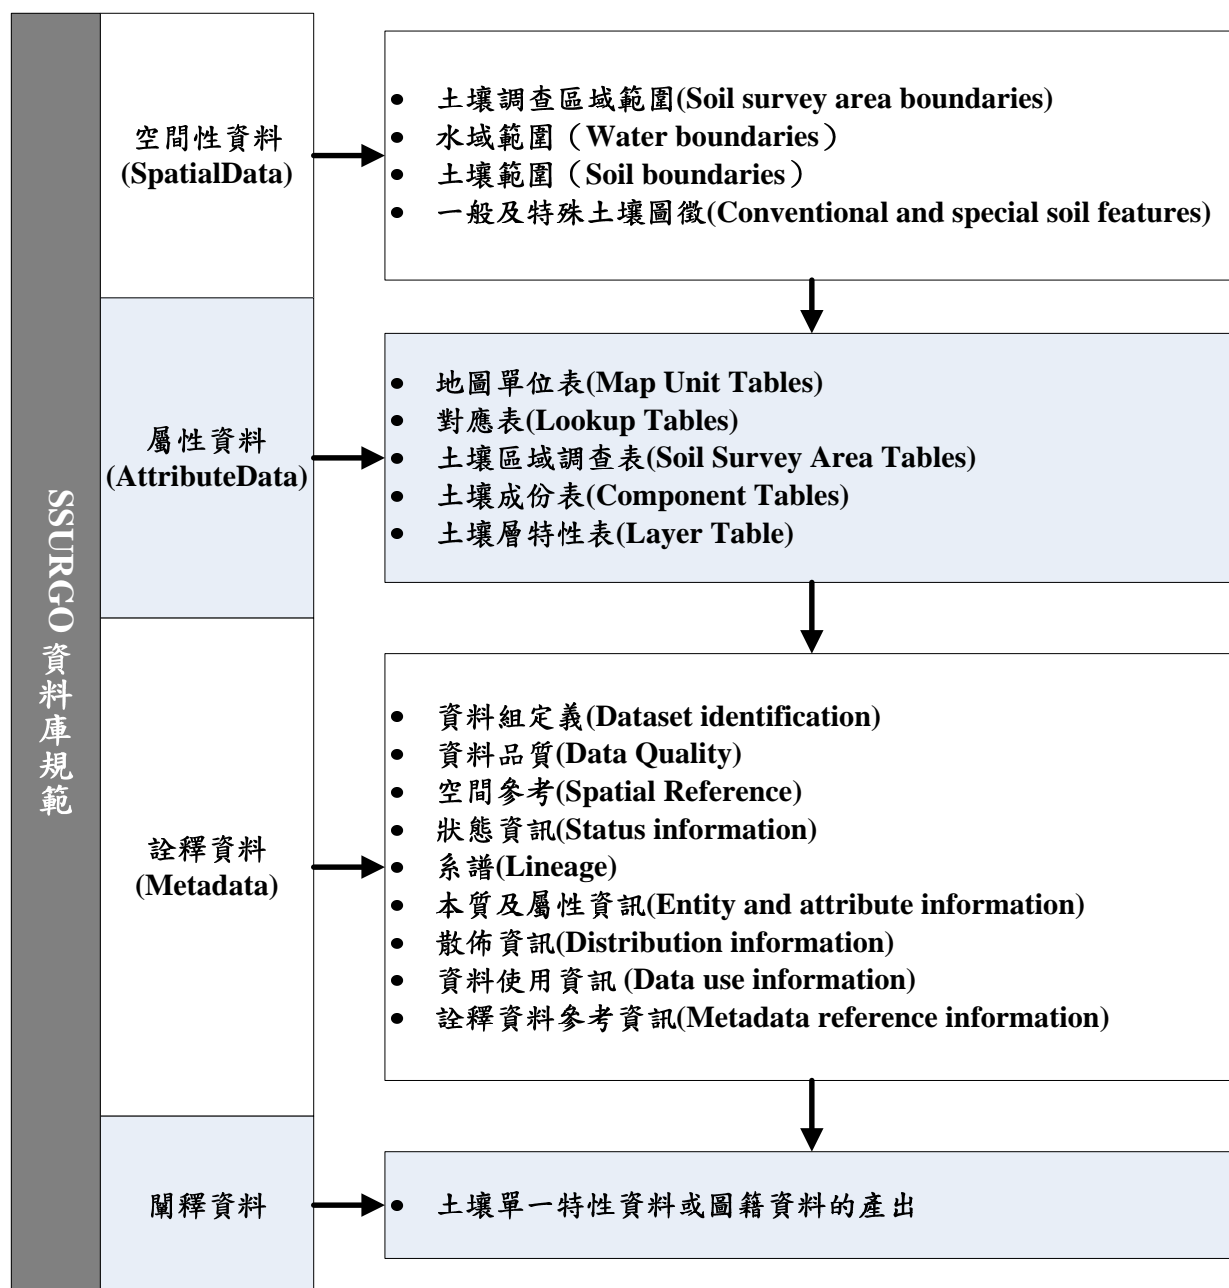 SSURGO 資料庫規範
空間性資料
(SpatialData)
• 土壤調查區域範圍(Soil survey area boundaries)
• 水域範圍（Water boundaries）
• 土壤範圍（Soil boundaries）
• 一般及特殊土壤圖徵(Conventional and special soil features)
屬性資料
(AttributeData)
• 地圖單位表(Map Unit Tables)
• 對應表(Lookup Tables)
• 土壤區域調查表(Soil Survey Area Tables)
• 土壤成份表(Component Tables)
• 土壤層特性表(Layer Table)
詮釋資料
(Metadata)
• 資料組定義(Dataset identification)
• 資料品質(Data Quality)
• 空間參考(Spatial Reference)
• 狀態資訊(Status information)
• 系譜(Lineage)
• 本質及屬性資訊(Entity and attribute information)
• 散佈資訊(Distribution information)
• 資料使用資訊 (Data use information)
• 詮釋資料參考資訊(Metadata reference information)
闡釋資料
• 土壤單一特性資料或圖籍資料的產出